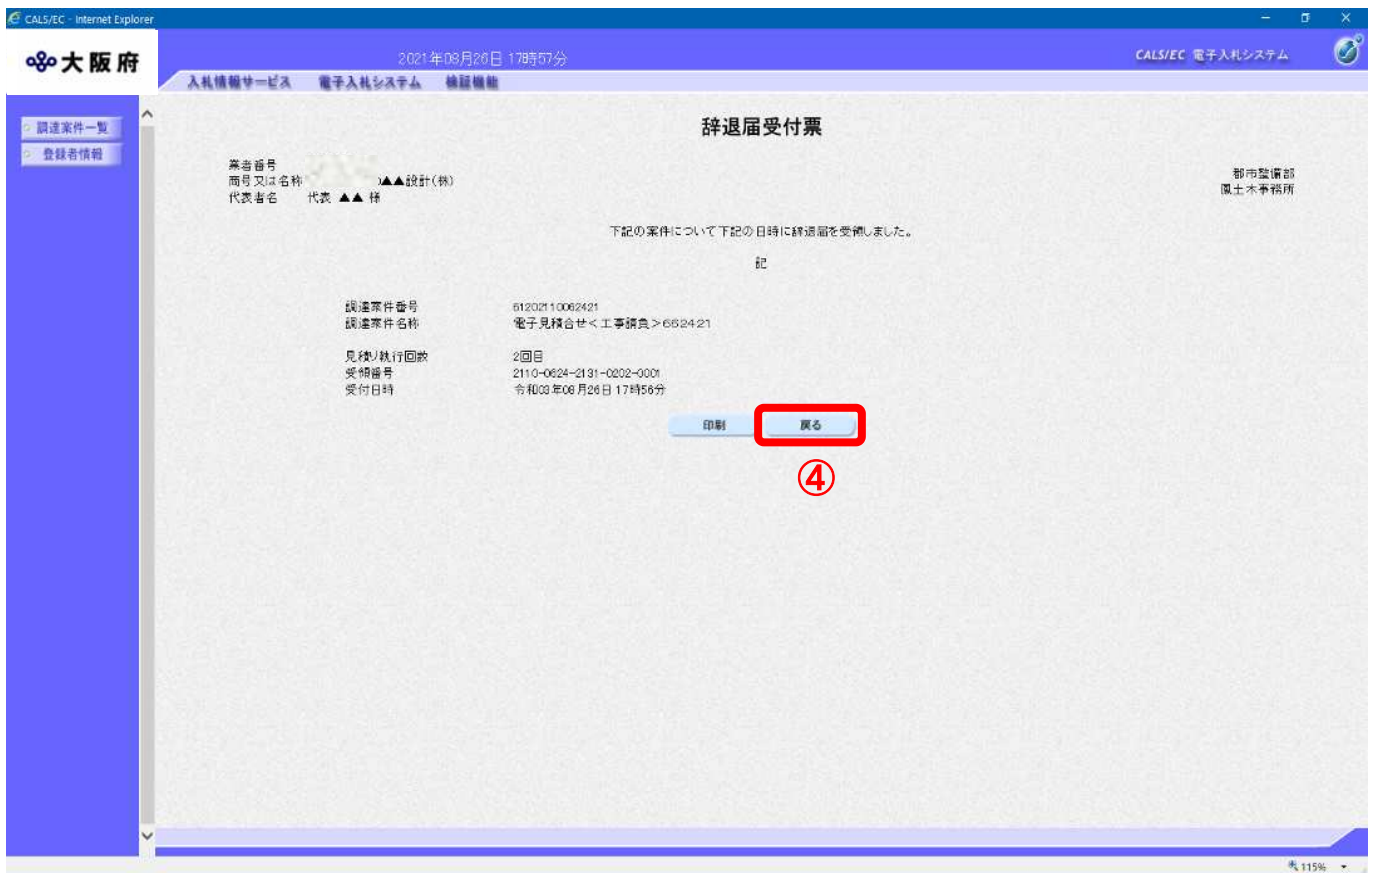 CALS/EC - Internet Explorer
大阪府
2021年08月26日 17時57分
CALS/EC 電子入札システム
入札情報サービス 電子入札システム 検証機能
調達案件一覧
登録者情報
辞退届受付票
業者番号
商号又は名称 ▲▲設計(株)
代表者名 代表 ▲▲ 様
都市整備部
鳳土木事務所
下記の案件について下記の日時に辞退届を受領しました。
記
調達案件番号 61202110062421
調達案件名称 電子見積合せ<工事請負>662421
見積り執行回数 2回目
受領番号 2110-0624-2131-0202-0001
受付日時 令和03年08月26日 17時56分
印刷 戻る
④
115%